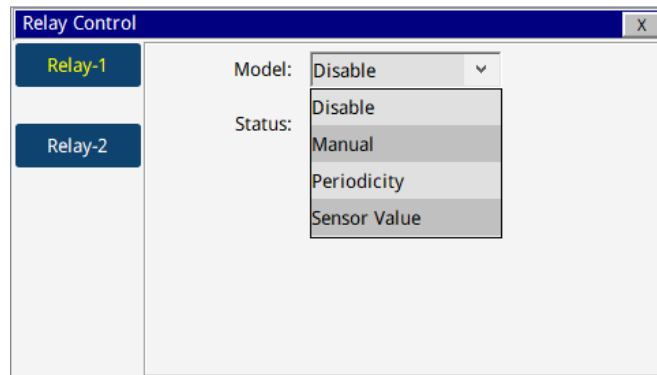 Relay Control
X
Relay-1
Model:
Disable
Disable
Status:
Manual
Relay-2
Periodicity
Sensor Value